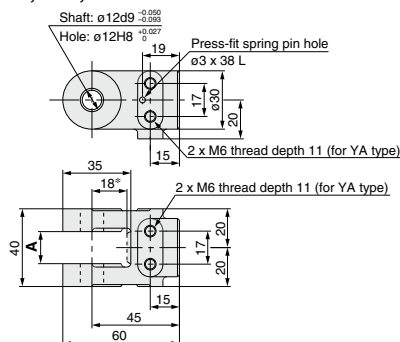 Shaft: ø12d9 -0.050 -0.093
Hole: ø12H8 +0.027 0
19
Press-fit spring pin hole
ø3 x 38 L
17
ø30
20
15
2 x M6 thread depth 11 (for YA type)
35
18*
2 x M6 thread depth 11 (for YA type)
40
A
17
20
20
15
45
60